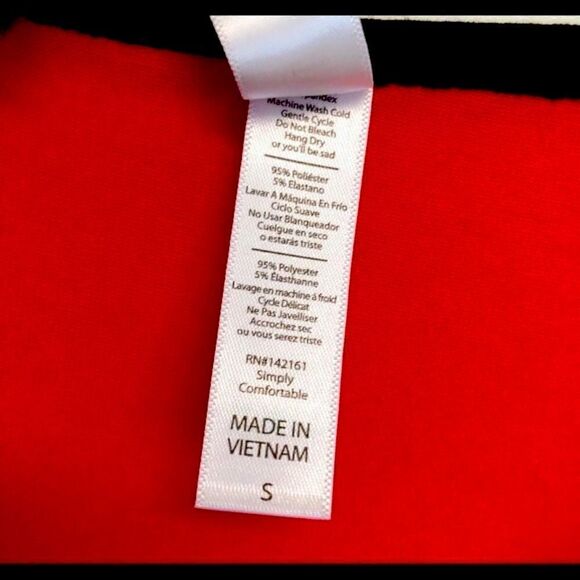 Machine Wash Cold
Gentle Cycle
Do Not Bleach
Hang Dry
or you'll be sad
95% Poliéster
5% Elastano
Lavar A Máquina En Frío
Ciclo Suave
No Usar Blanqueador
Cuelgue en seco
o estarás triste
95% Polyester
5% Élasthanne
Lavage en machine á froid
Cycle Délicat
Ne Pas Javelliser
Accrochez sec
ou vous serez triste
RN#142161
Simply
Comfortable
MADE IN
VIETNAM
S